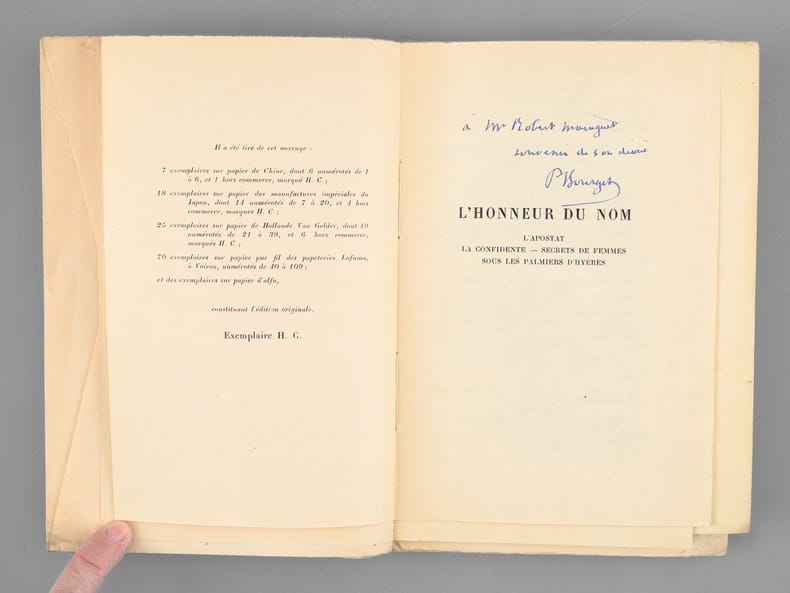 Il a été tiré de cet ouvrage :
7 exemplaires sur papier de Chine, dont 6 numérotés de 1
à 6, et 1 hors commerce, marqué H. C ;
18 exemplaires sur papier des manufactures impériales du
Japon, dont 14 numérotés de 7 à 20, et 4 hors
commerce, marqués H. C ;
25 exemplaires sur papier de Hollande Van Gelder, dont 19
numérotés de 21 à 39, et 6 hors commerce,
marqués H. C ;
70 exemplaires sur papier pur fil des papeteries Lafuma,
à Voiron, numérotés de 40 à 109 ;
et des exemplaires sur papier d'alfa,
constituant l'édition originale.
Exemplaire H. C.
à Mr Robert
souvenir de son dévoué
P Bourget
L'HONNEUR DU NOM
L'APOSTAT
LA CONFIDENTE — SECRETS DE FEMMES
SOUS LES PALMIERS D'HYÈRES